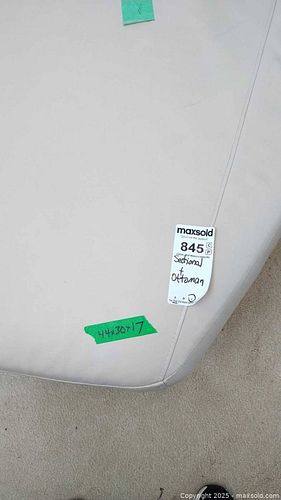 maxsold
845
Sectional
+
Ottoman
44x30x17
Copyright 2025 - maxsold.com